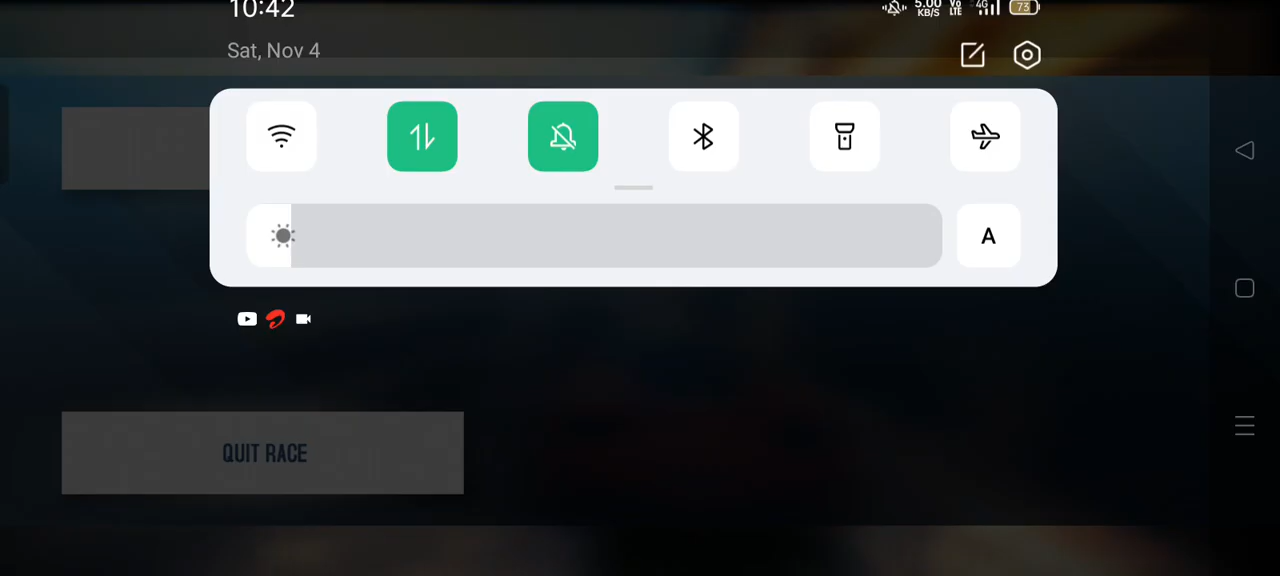 10:42
5.00 KB/S
Vo LTE
4G
73
Sat, Nov 4
A
QUIT RACE